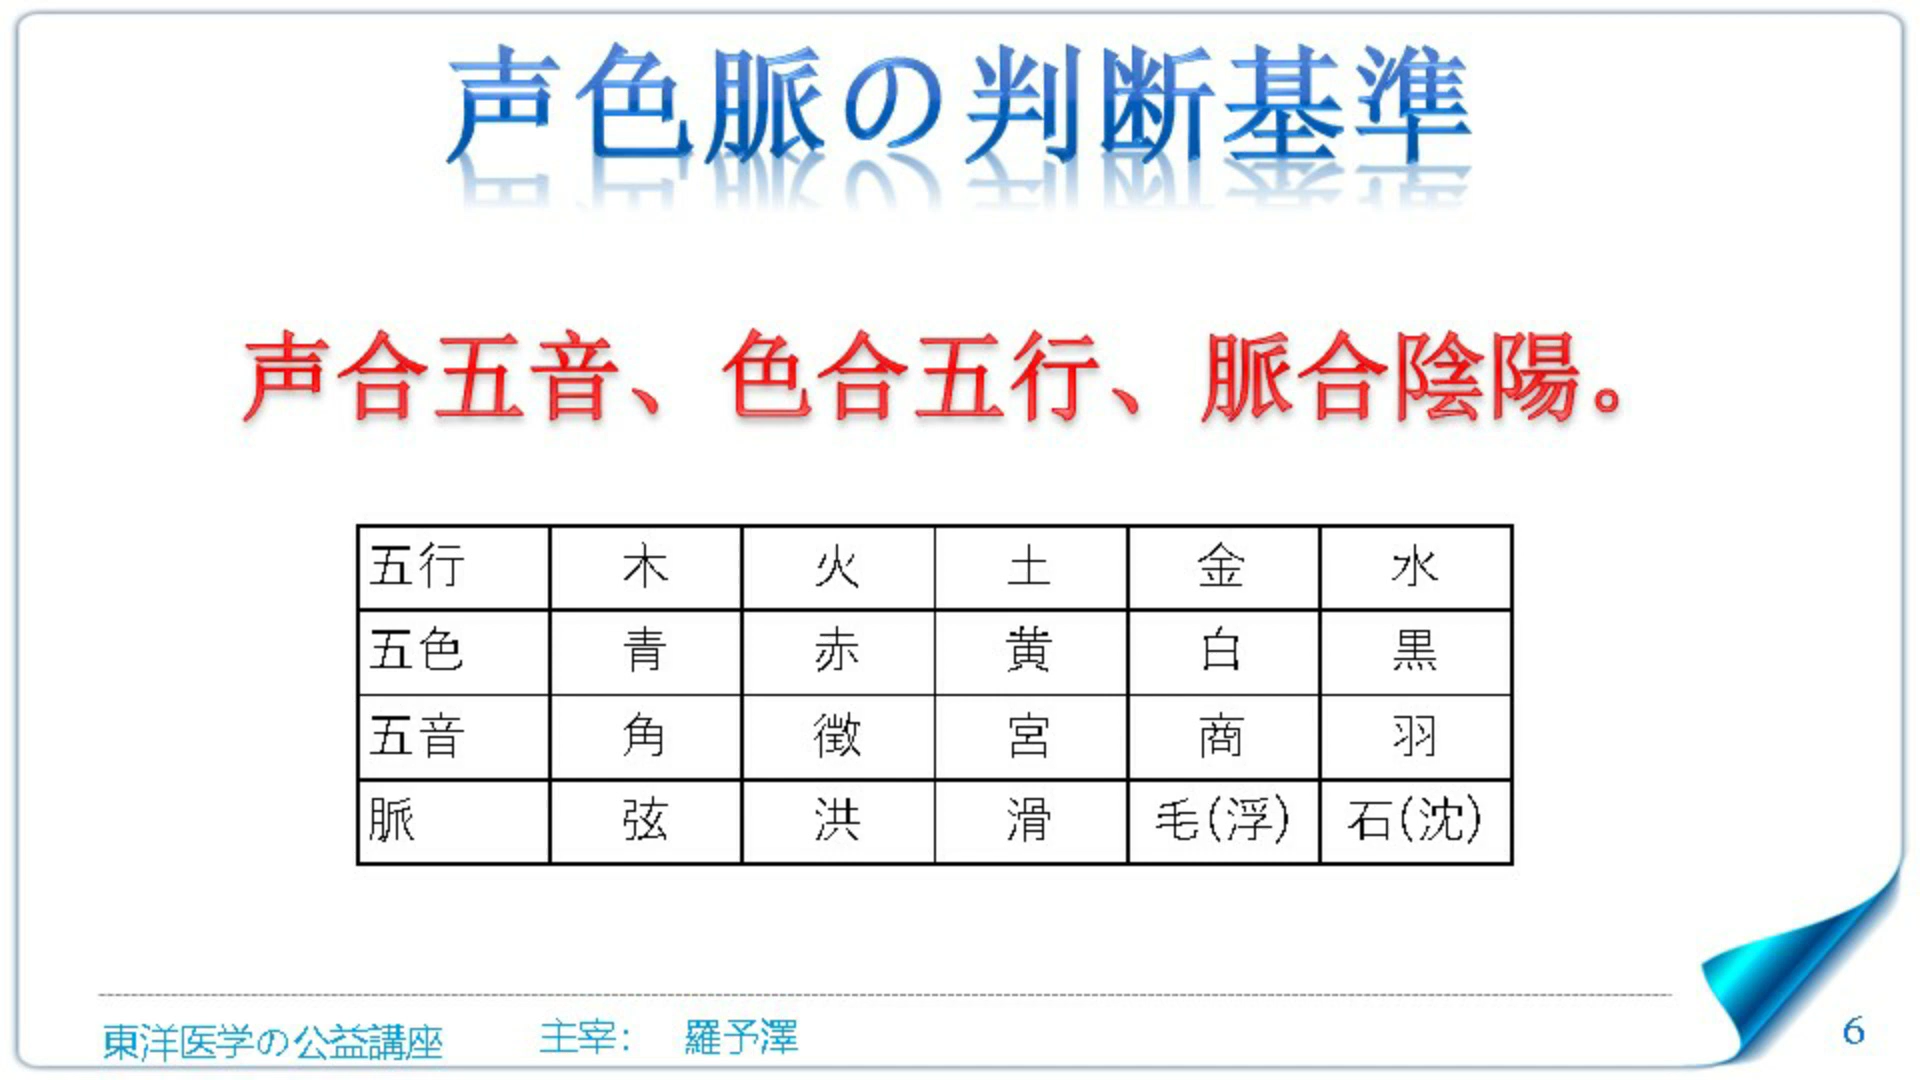 声色脈の判断基準
声合五音、色合五行、脈合陰陽。
五行 木 火 土 金 水
五色 青 赤 黄 白 黒
五音 角 徴 宮 商 羽
脈 弦 洪 滑 毛(浮) 石(沈)
東洋医学の公益講座 主宰: 羅予澤 6